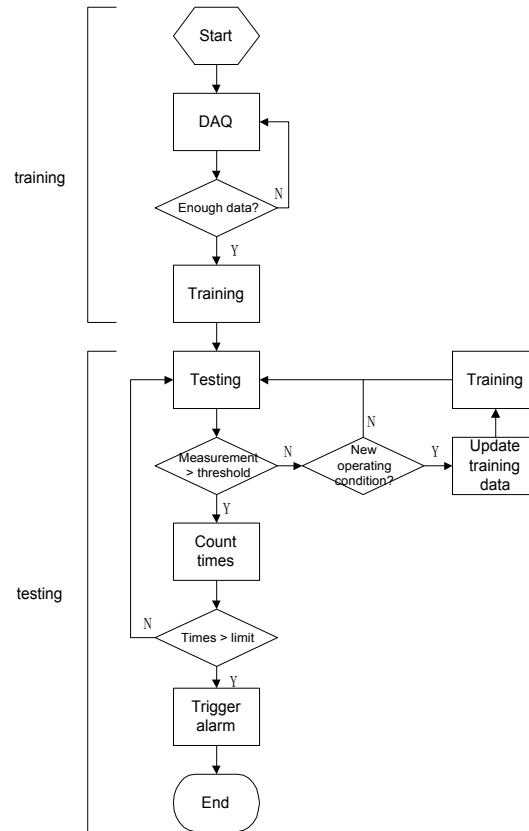 Start
DAQ
training
Enough data?
N
Y
Training
Testing
Training
N
Measurement
> threshold
N
New
operating
condition?
Y
Update
training
data
Y
Count
times
testing
N
Times > limit
Y
Trigger
alarm
End